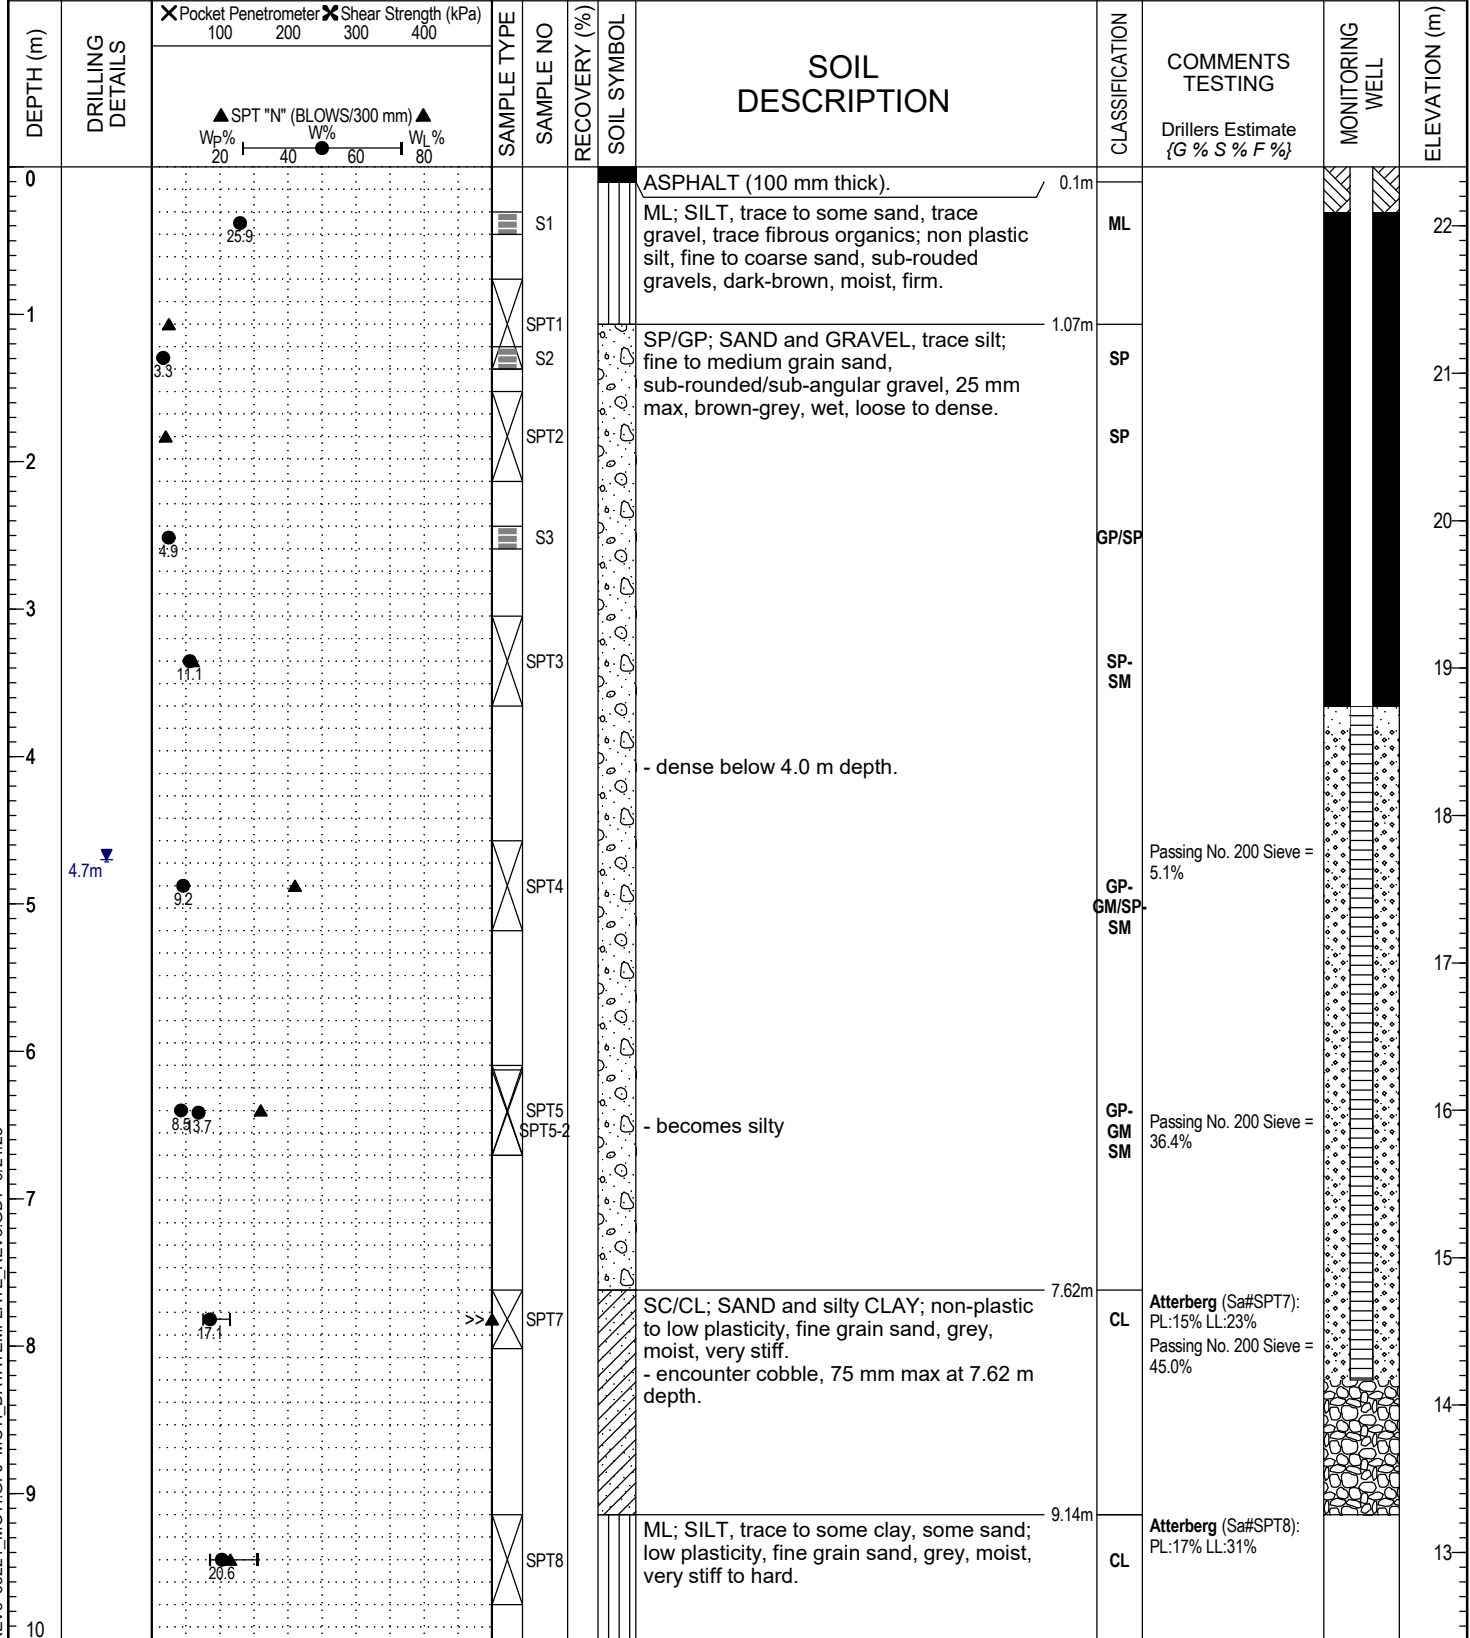 DEPTH (m)
DRILLING
DETAILS
Pocket Penetrometer Shear Strength (kPa)
100 200 300 400
▲ SPT "N" (BLOWS/300 mm) ▲
WP% W% WL%
20 40 60 80
SAMPLE TYPE
SAMPLE NO
RECOVERY (%)
SOIL SYMBOL
SOIL
DESCRIPTION
CLASSIFICATION
COMMENTS
TESTING
Drillers Estimate
{G % S % F %}
MONITORING
WELL
ELEVATION (m)
0
ASPHALT (100 mm thick).
0.1m
ML; SILT, trace to some sand, trace
gravel, trace fibrous organics; non plastic
silt, fine to coarse sand, sub-rouded
gravels, dark-brown, moist, firm.
25.9
S1
ML
22
1
SPT1
1.07m
SP/GP; SAND and GRAVEL, trace silt;
fine to medium grain sand,
sub-rounded/sub-angular gravel, 25 mm
max, brown-grey, wet, loose to dense.
3.3
S2
SP
21
SPT2
SP
2
4.9
S3
GP/SP
20
3
11.1
SPT3
SP-
SM
19
4
- dense below 4.0 m depth.
18
4.7m
Passing No. 200 Sieve =
5.1%
9.2
SPT4
GP-
GM/SP-
SM
5
17
6
8.5
13.7
SPT5
SPT5-2
- becomes silty
GP-
GM
SM
Passing No. 200 Sieve =
36.4%
16
7
15
7.62m
SC/CL; SAND and silty CLAY; non-plastic
to low plasticity, fine grain sand, grey,
moist, very stiff.
- encounter cobble, 75 mm max at 7.62 m
depth.
17.1
>>
SPT7
CL
Atterberg (Sa#SPT7):
PL:15% LL:23%
Passing No. 200 Sieve =
45.0%
8
14
9
9.14m
ML; SILT, trace to some clay, some sand;
low plasticity, fine grain sand, grey, moist,
very stiff to hard.
20.6
SPT8
CL
Atterberg (Sa#SPT8):
PL:17% LL:31%
13
10